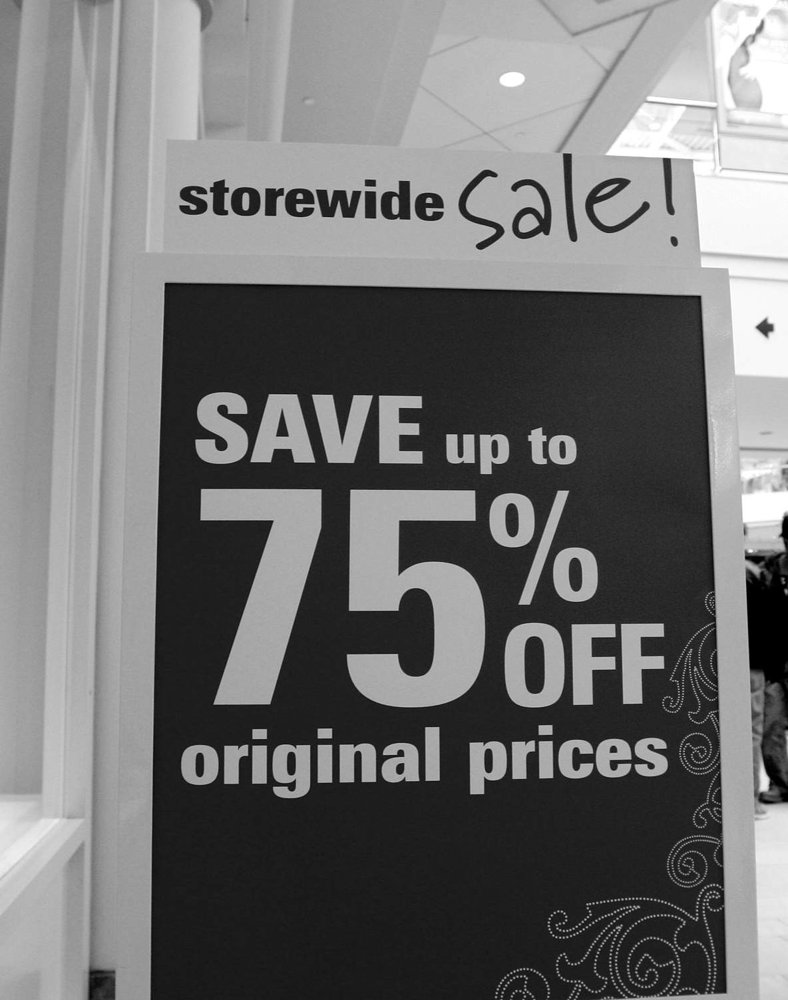 storewide sale!
SAVE up to
75%
OFF
original prices